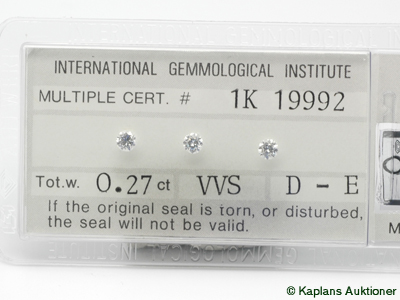 INTERNATIONAL GEMMOLOGICAL INSTITUTE
MULTIPLE CERT. # 1K 19992
Tot.w. 0.27 ct VVS D - E
If the original seal is torn, or disturbed,
the seal will not be valid.
© Kaplans Auktioner